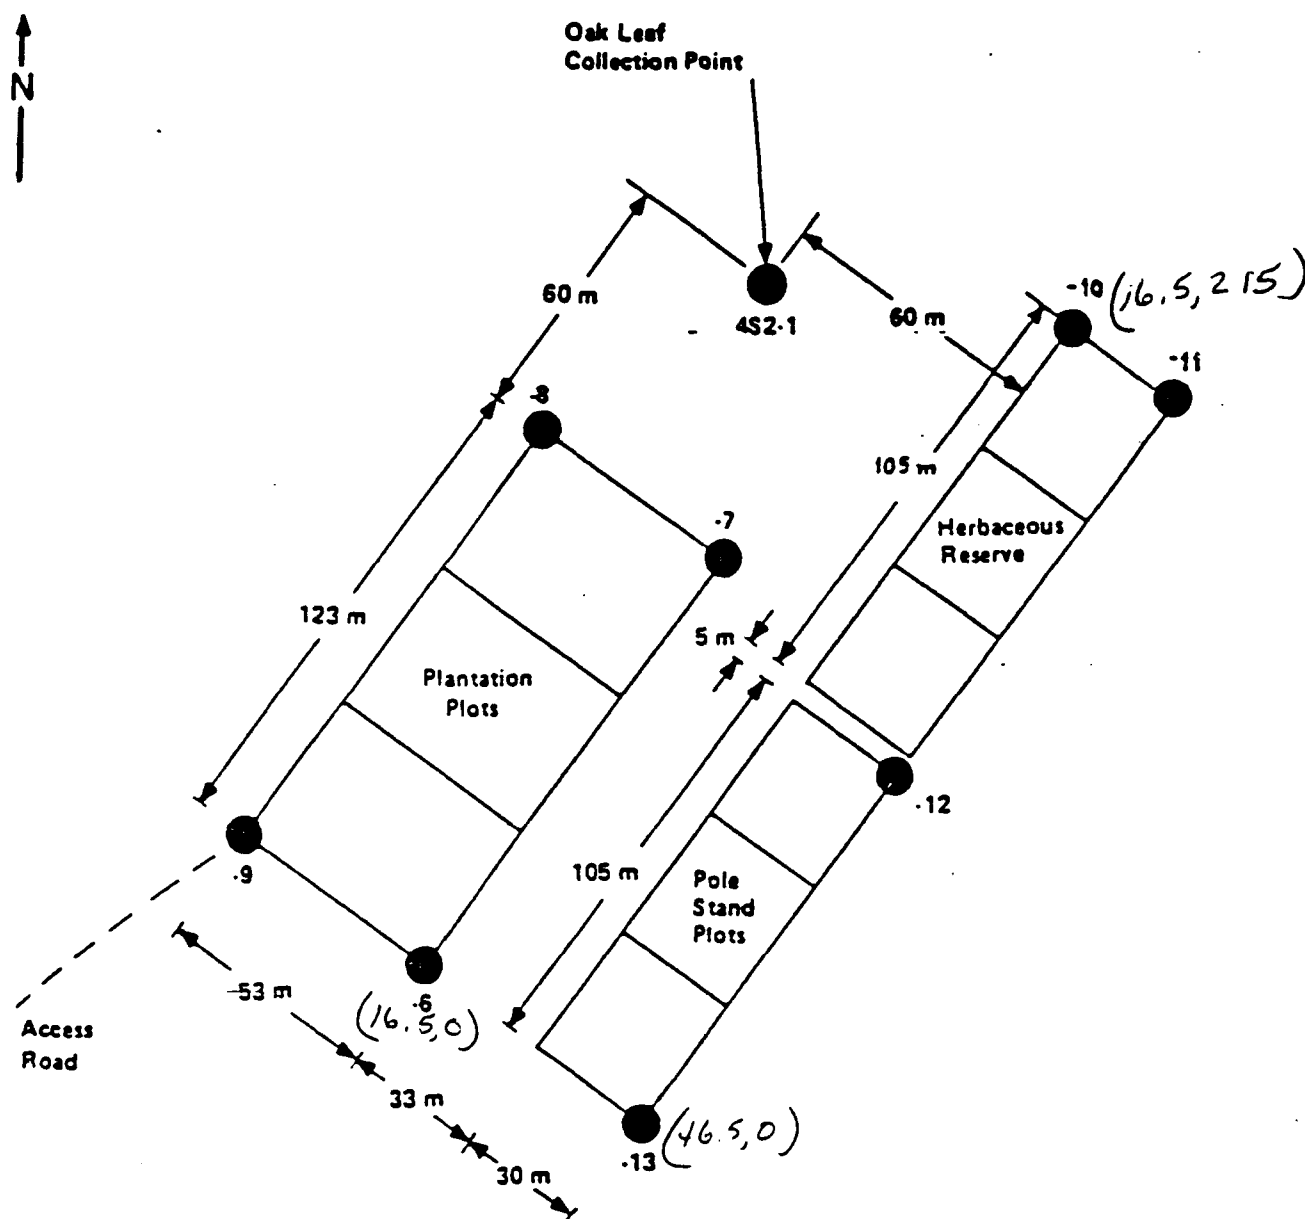 Oak Leaf
Collection Point
N
60 m
4S2-1
60 m
-10 (16.5, 215)
-11
-8
105 m
-7
Herbaceous
Reserve
123 m
5 m
Plantation
Plots
-12
105 m
Pole
Stand
Plots
-9
53 m
-6
(16.5,0)
Access
Road
33 m
-13 (46.5,0)
30 m